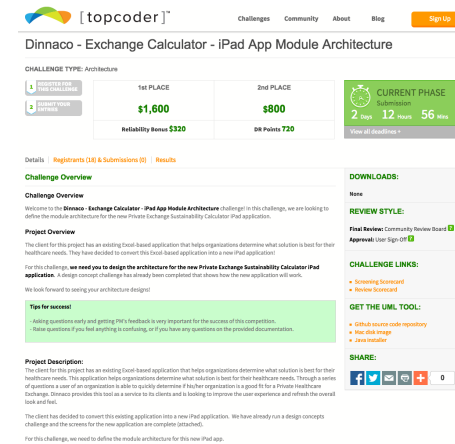 [topcoder]™
Challenges Community About Blog Sign Up
Dinnaco - Exchange Calculator - iPad App Module Architecture
CHALLENGE TYPE: Architecture
1 REGISTER FOR THIS CHALLENGE
2 SUBMIT YOUR ENTRIES
1st PLACE 2nd PLACE
$1,600 $800
Reliability Bonus $320 DR Points 720
CURRENT PHASE
Submission
2 Days 12 Hours 56 Mins
View all deadlines +
Details Registrants (18) & Submissions (0) Results
Challenge Overview
Challenge Overview
Welcome to the Dinnaco - Exchange Calculator - iPad App Module Architecture challenge! In this challenge, we are looking to
define the module architecture for the new Private Exchange Sustainability Calculator iPad application.
Project Overview
The client for this project has an existing Excel-based application that helps organizations determine what solution is best for their
healthcare needs. They have decided to convert this Excel-based application into a new iPad application!
For this challenge, we need you to design the architecture for the new Private Exchange Sustainability Calculator iPad
application. A design concept challenge has already been completed that shows how the new application will work.
We look forward to seeing your architecture designs!
Tips for success!
- Asking questions early and getting PM's feedback is very important for the success of this competition.
- Raise questions if you feel anything is confusing, or if you have any questions on the provided documentation.
Project Description:
The client for this project has an existing Excel-based application that helps organizations determine what solution is best for their
healthcare needs. This application helps organizations determine what solution is best for their healthcare needs. Through a series
of questions a user of an organization is able to quickly determine if his/her organization is a good fit for a Private Healthcare
Exchange. Dinnaco provides this tool as a service to its clients and is looking to improve the user experience and refresh the overall
look and feel.
The client has decided to convert this existing application into a new iPad application. We have already run a design concepts
challenge and the screens for the new application are complete (attached).
For this challenge, we need to define the module architecture for this new iPad app.
DOWNLOADS:
None
REVIEW STYLE:
Final Review: Community Review Board ?
Approval: User Sign-Off ?
CHALLENGE LINKS:
Screening Scorecard
Review Scorecard
GET THE UML TOOL:
Github source code repository
Mac disk image
Java installer
SHARE:
0